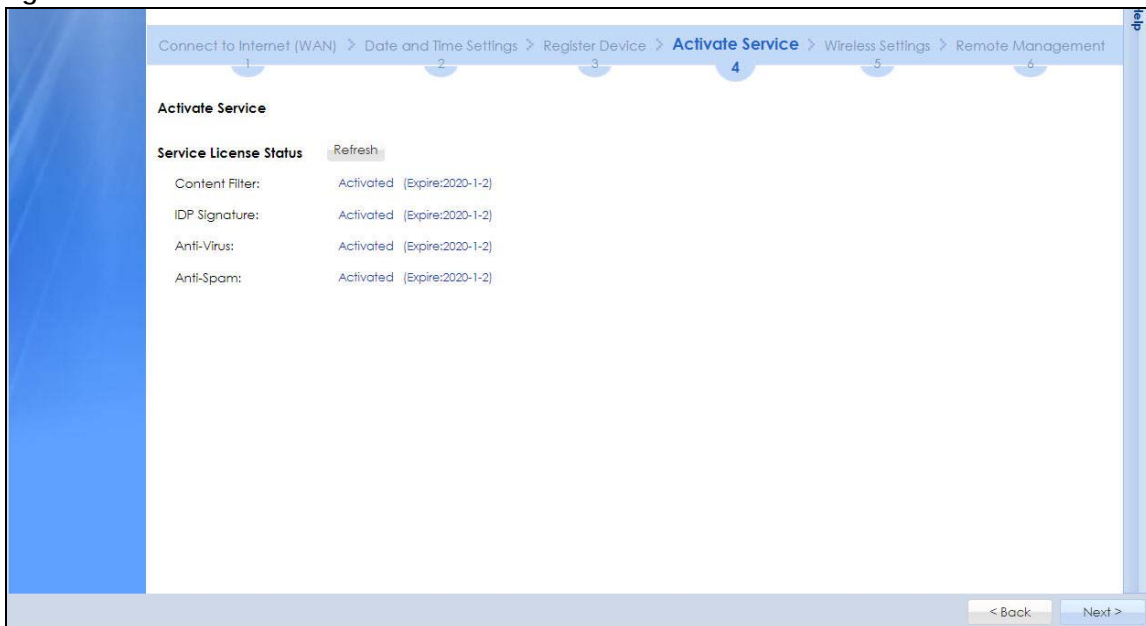 Help
Connect to Internet (WAN) > Date and Time Settings > Register Device > Activate Service > Wireless Settings > Remote Management
1 2 3 4 5 6
Activate Service
Service License Status Refresh
Content Filter: Activated (Expire:2020-1-2)
IDP Signature: Activated (Expire:2020-1-2)
Anti-Virus: Activated (Expire:2020-1-2)
Anti-Spam: Activated (Expire:2020-1-2)
< Back Next >